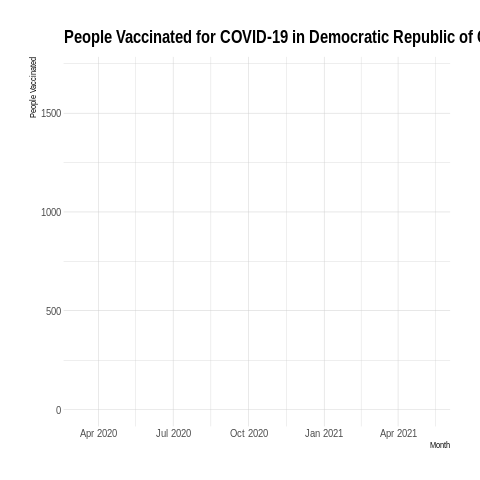 People Vaccinated for COVID-19 in Democratic Republic of
People Vaccinated
1500
1000
500
0
Apr 2020
Jul 2020
Oct 2020
Jan 2021
Apr 2021
Month